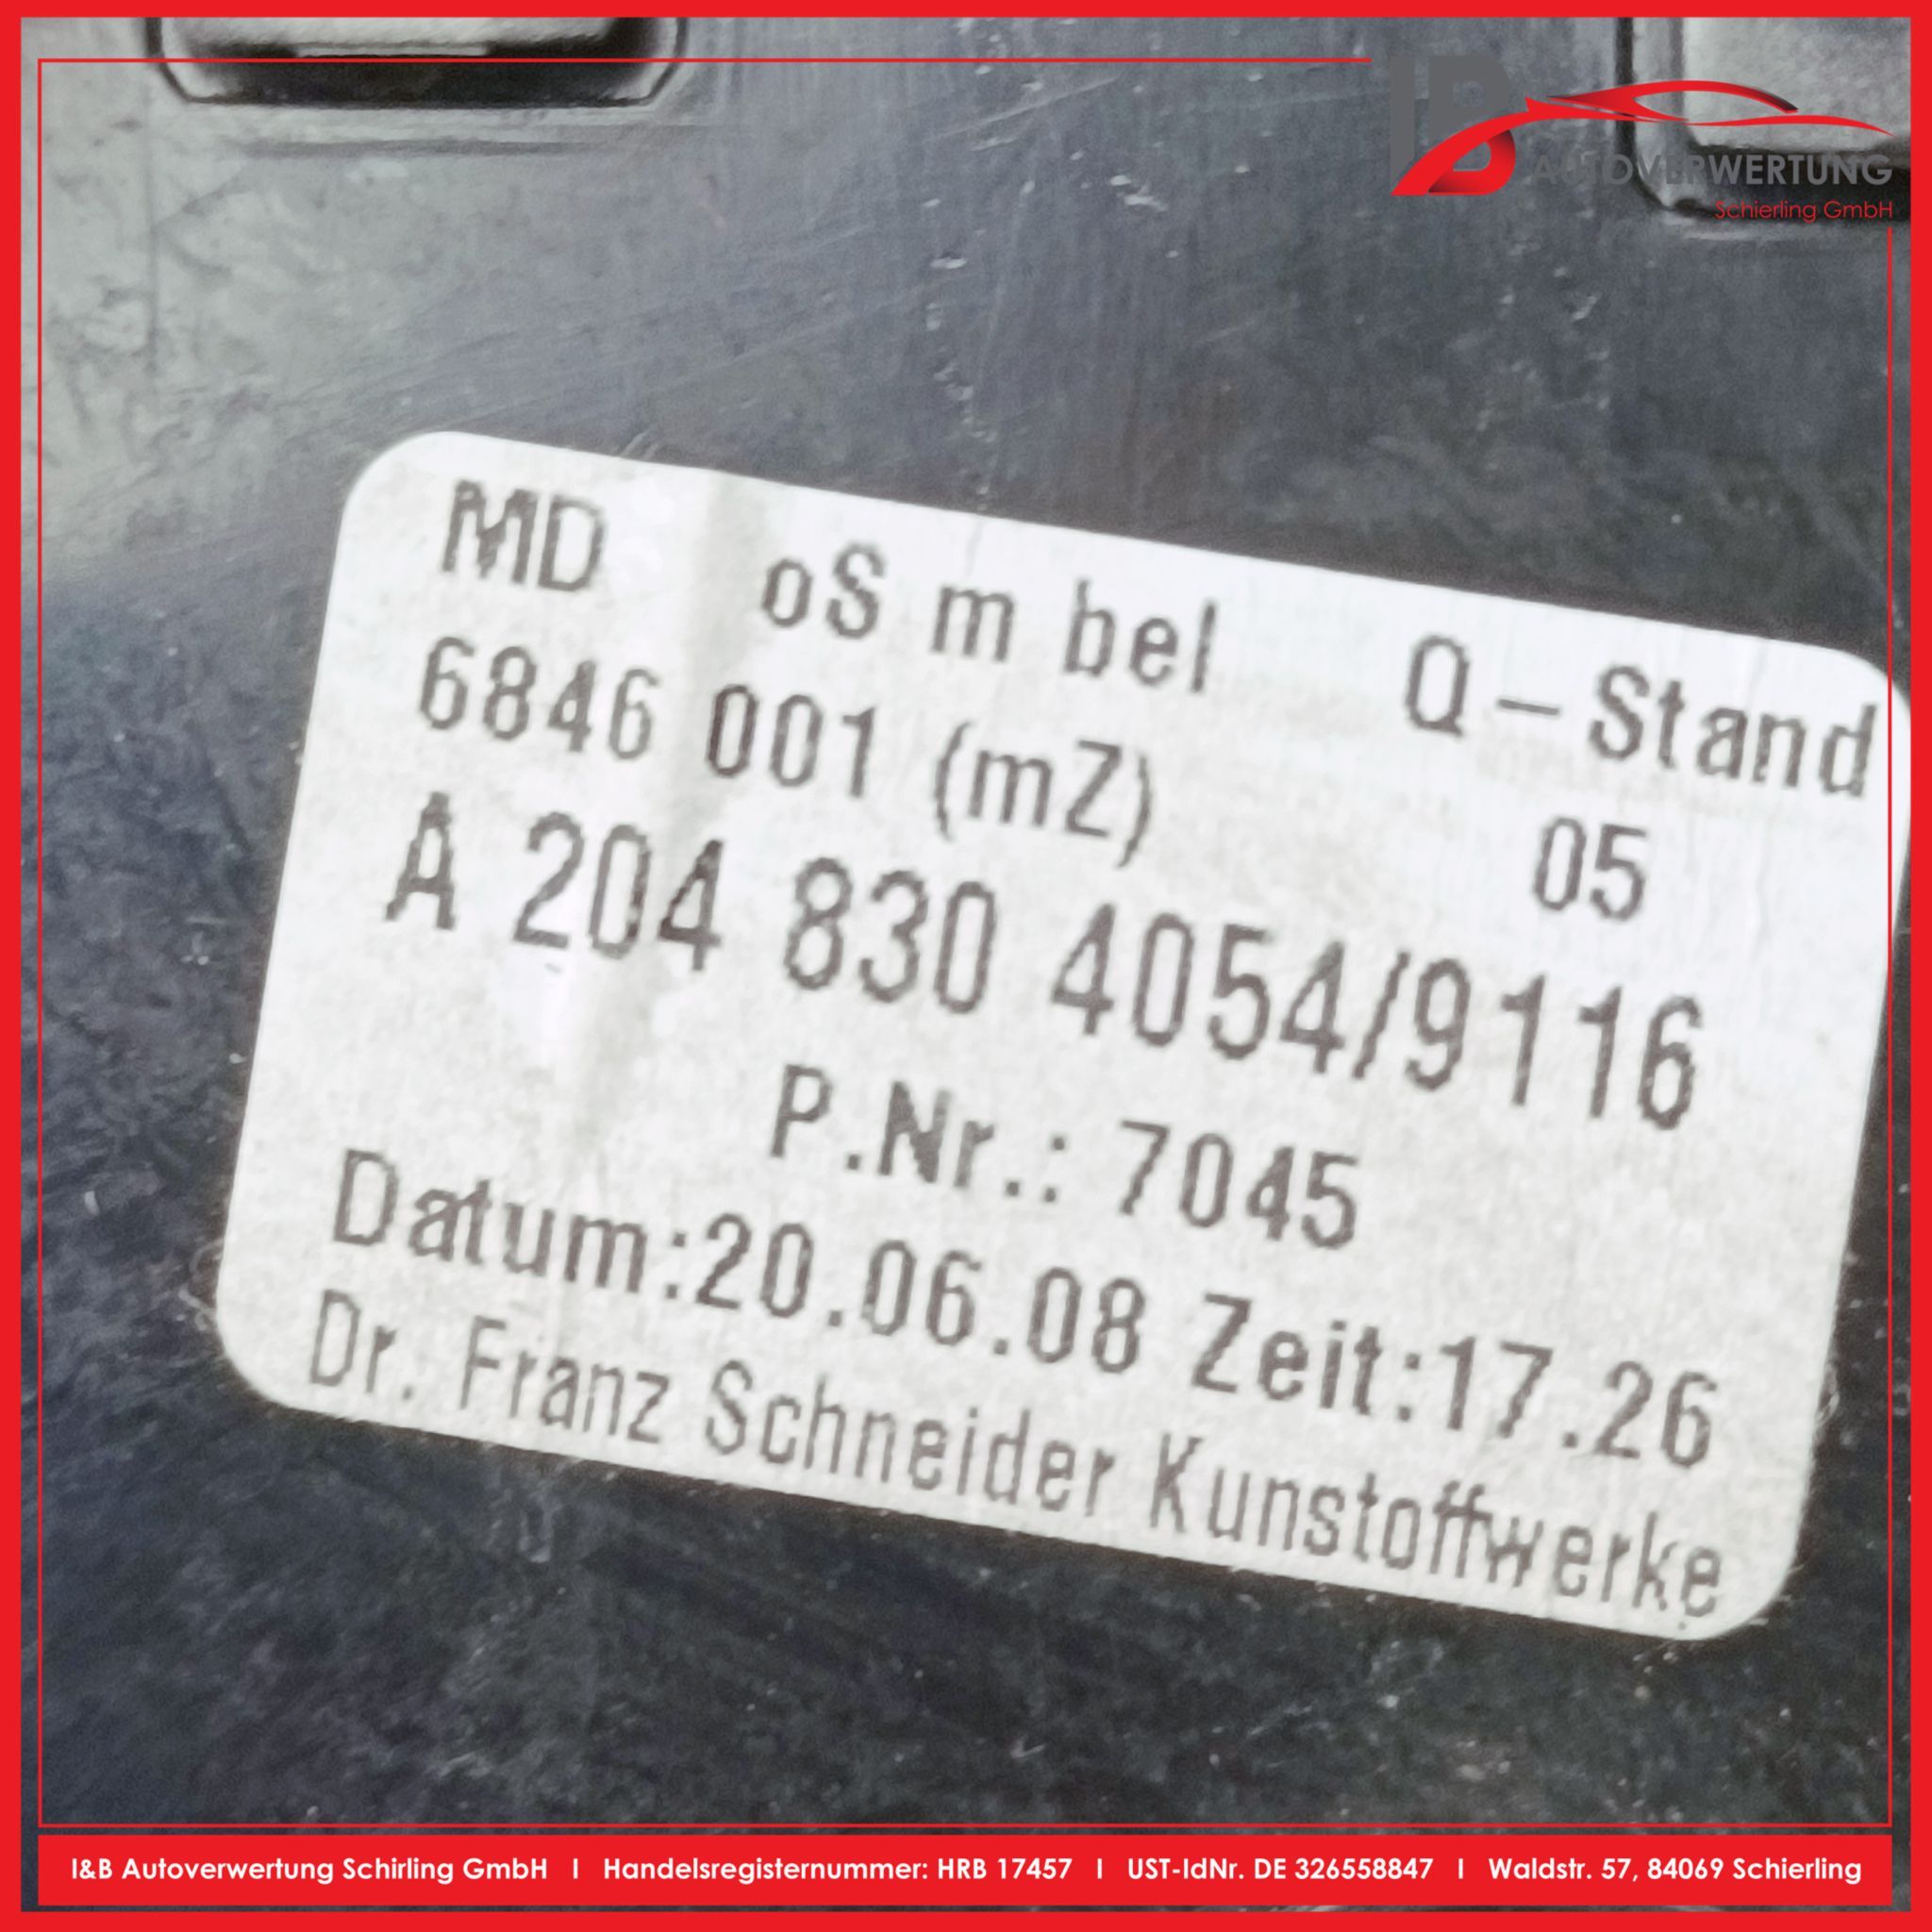 IB
AUTOVERWERTUNG
Schierling GmbH
MD oS m bel Q-Stand
6846 001 (mZ) 05
A 204 830 4054/9116
P.Nr.: 7045
Datum:20.06.08 Zeit:17.26
Dr. Franz Schneider Kunstoffwerke
I&B Autoverwertung Schirling GmbH I Handelsregisternummer: HRB 17457 I UST-IdNr. DE 326558847 I Waldstr. 57, 84069 Schierling